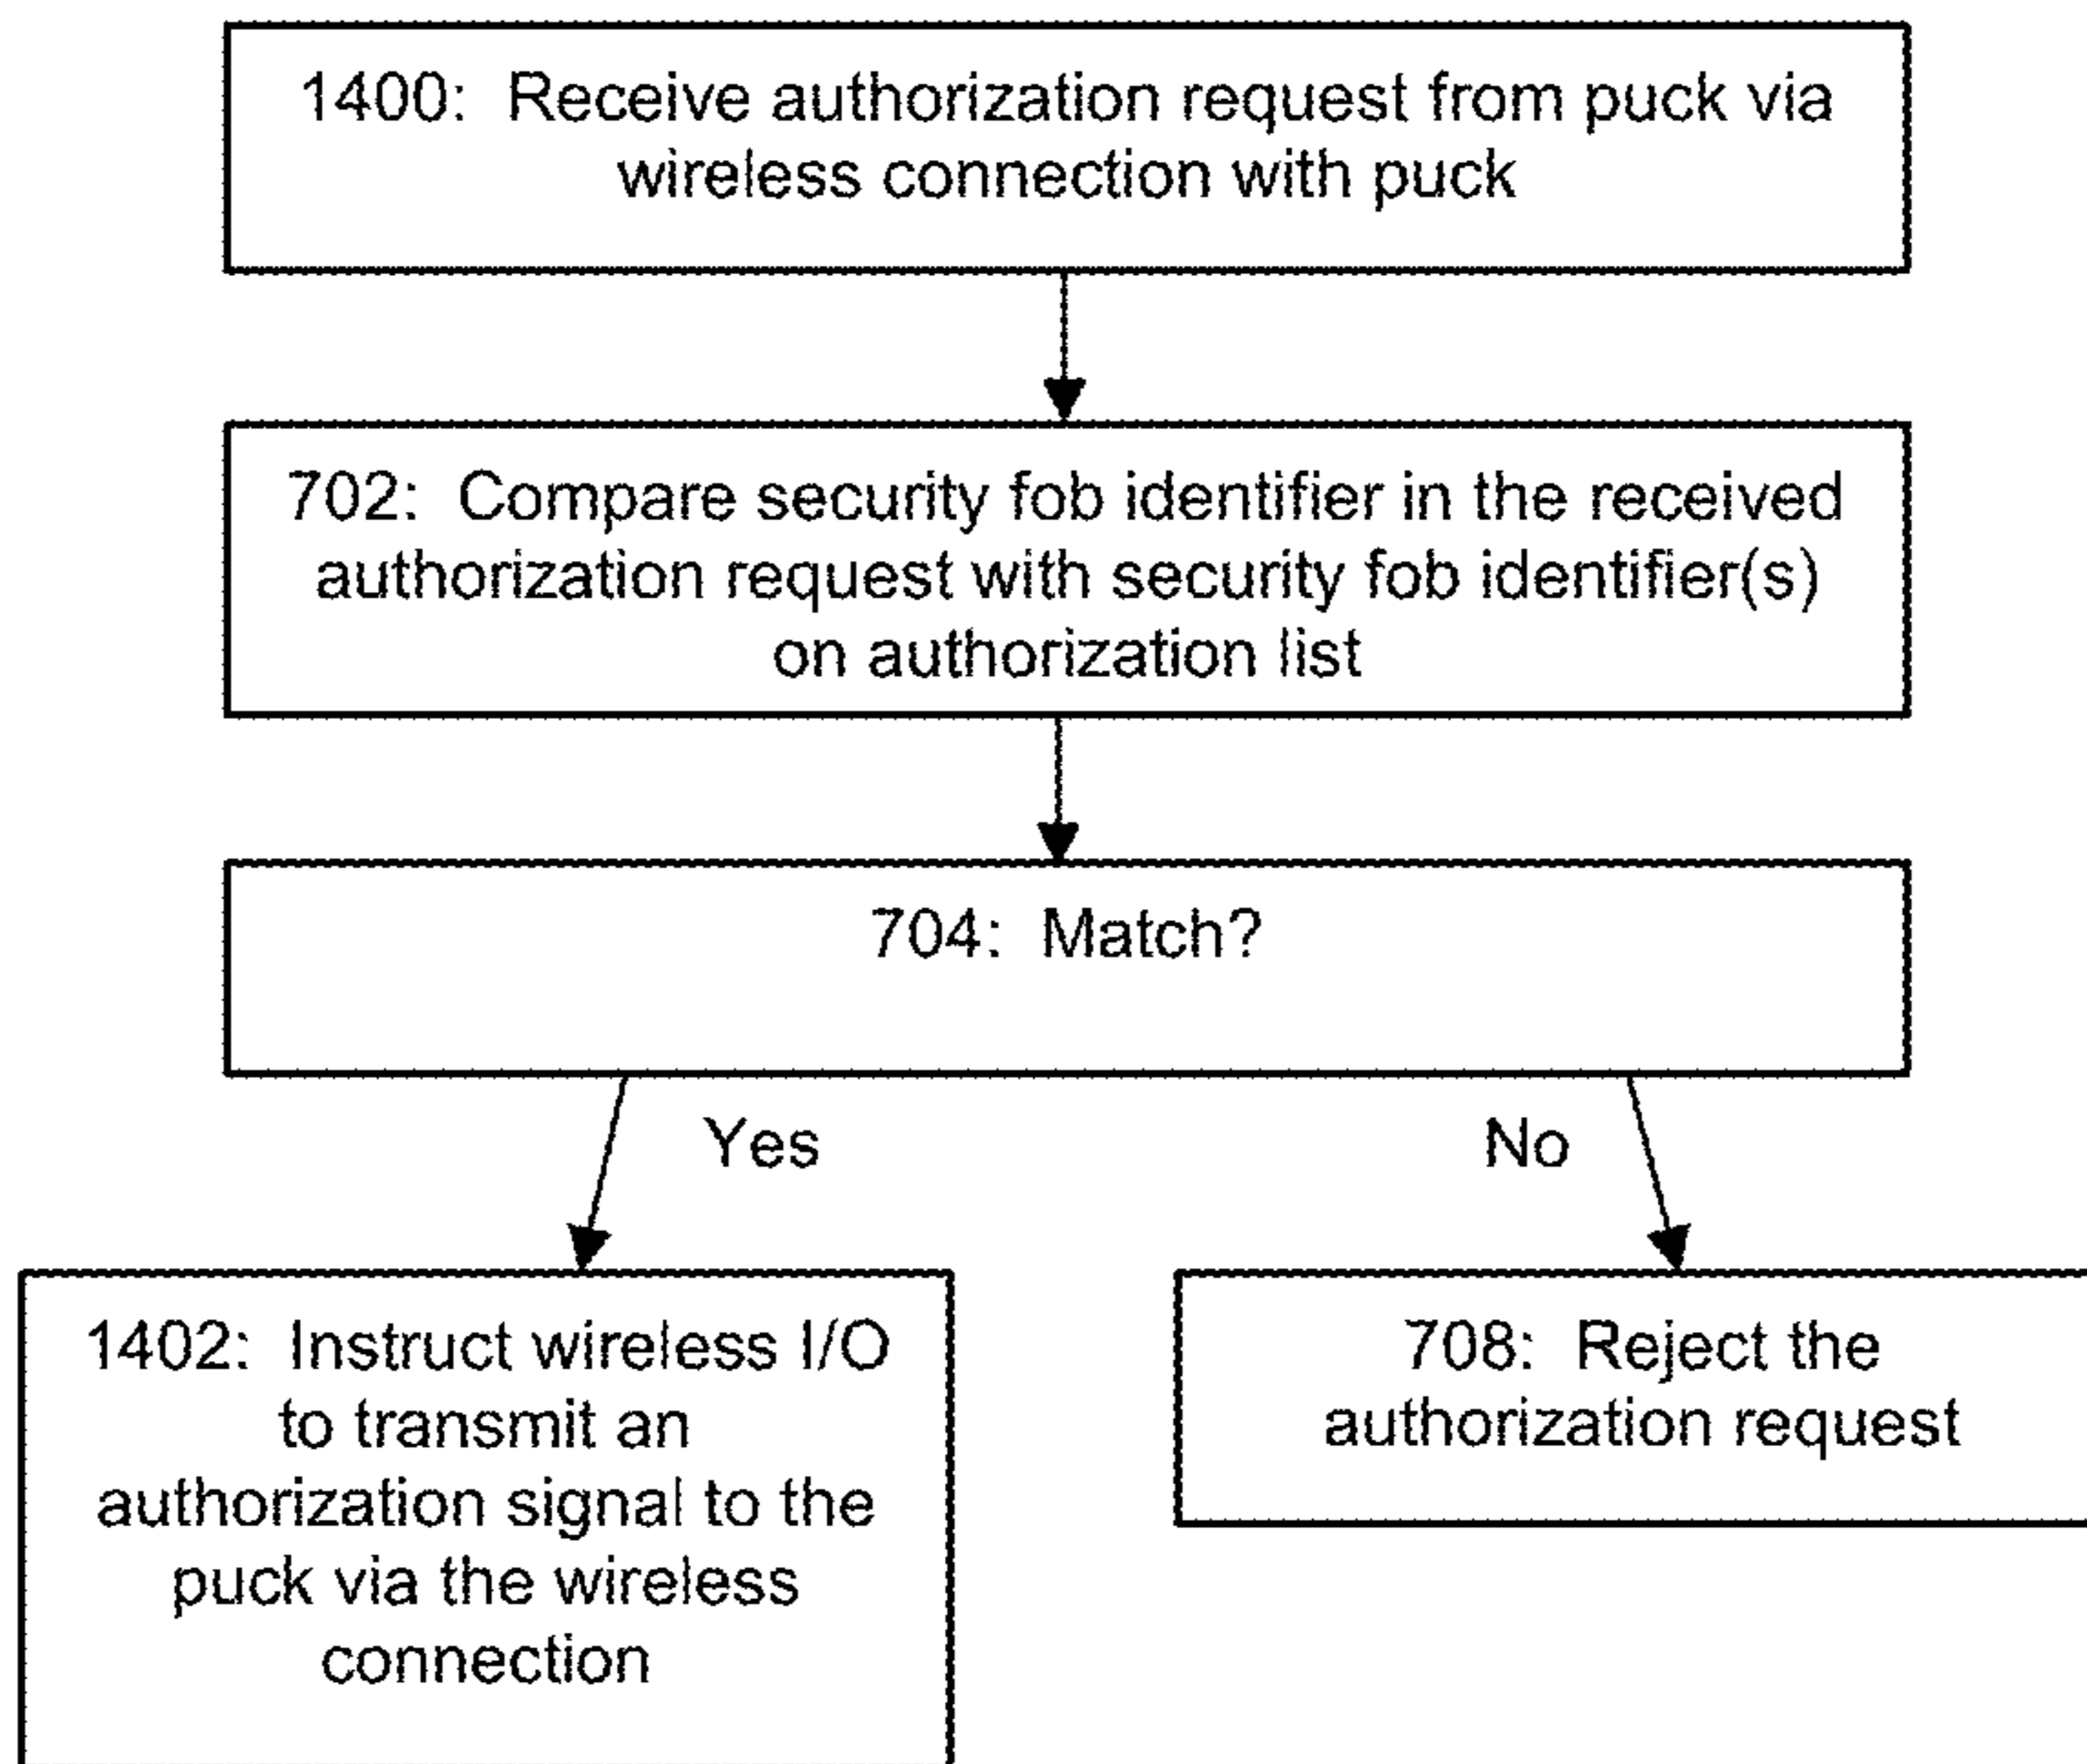 1400: Receive authorization request from puck via
wireless connection with puck
702: Compare security fob identifier in the received
authorization request with security fob identifier(s)
on authorization list
704: Match?
Yes
No
1402: Instruct wireless I/O
to transmit an
authorization signal to the
puck via the wireless
connection
708: Reject the
authorization request